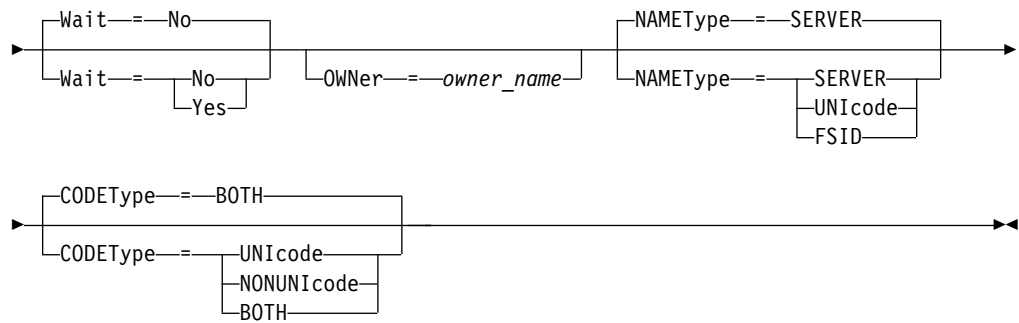 Wait = No NAMEType = SERVER
Wait = No OWNer = owner_name NAMEType = SERVER
Yes UNIcode
FSID
CODEType = BOTH
CODEType = UNIcode
NONUNIcode
BOTH